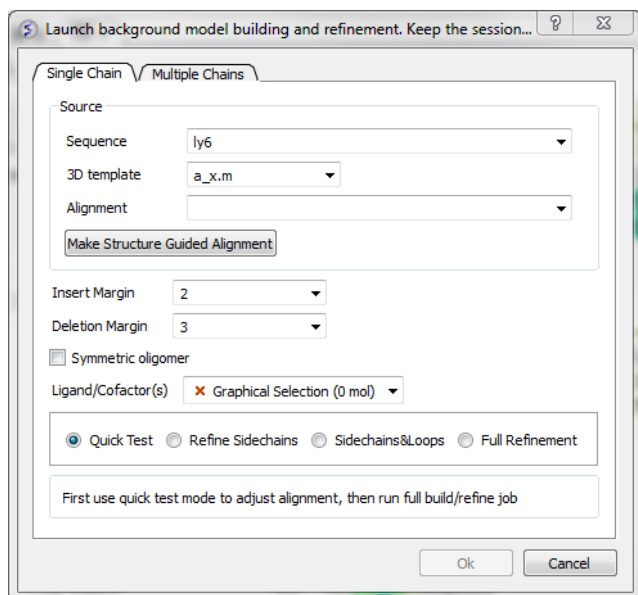 Launch background model building and refinement. Keep the session...
Single Chain Multiple Chains
Source
Sequence ly6
3D template a_x.m
Alignment
Make Structure Guided Alignment
Insert Margin 2
Deletion Margin 3
Symmetric oligomer
Ligand/Cofactor(s) Graphical Selection (0 mol)
Quick Test Refine Sidechains Sidechains&Loops Full Refinement
First use quick test mode to adjust alignment, then run full build/refine job
Ok Cancel